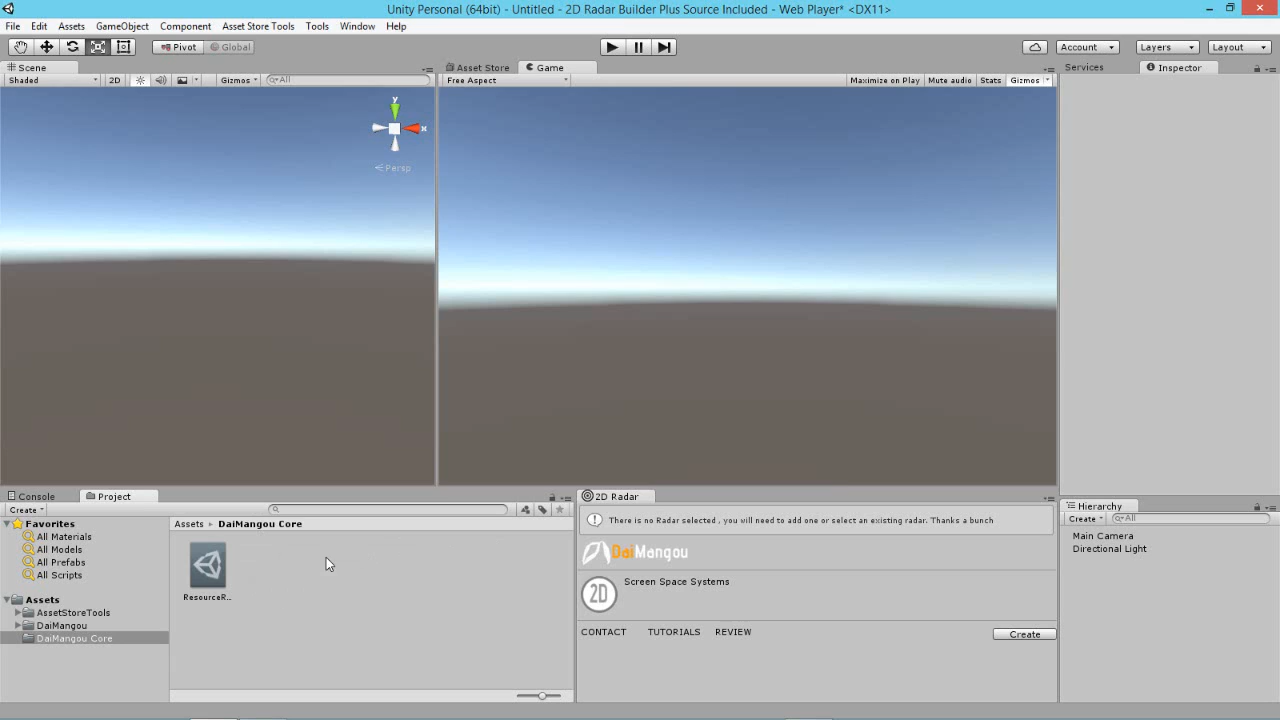 Unity Personal (64bit) - Untitled - 2D Radar Builder Plus Source Included - Web Player* <DX11>
File Edit Assets GameObject Component Asset Store Tools Tools Window Help
Pivot Global
Account Layers Layout
Scene
Asset Store Game
Services Inspector
Shaded 2D Gizmos All
Free Aspect
Maximize on Play Mute audio Stats Gizmos
y
x
Persp
Console Project
2D Radar
Hierarchy
Create
Create All
Assets DaiMangou Core
Favorites
All Materials
All Models
All Prefabs
All Scripts
Assets
AssetStoreTools
DaiMangou
DaiMangou Core
ResourceR...
There is no Radar selected , you will need to add one or select an existing radar. Thanks a bunch
DaiMangou
2D
Screen Space Systems
CONTACT TUTORIALS REVIEW
Create
Main Camera
Directional Light